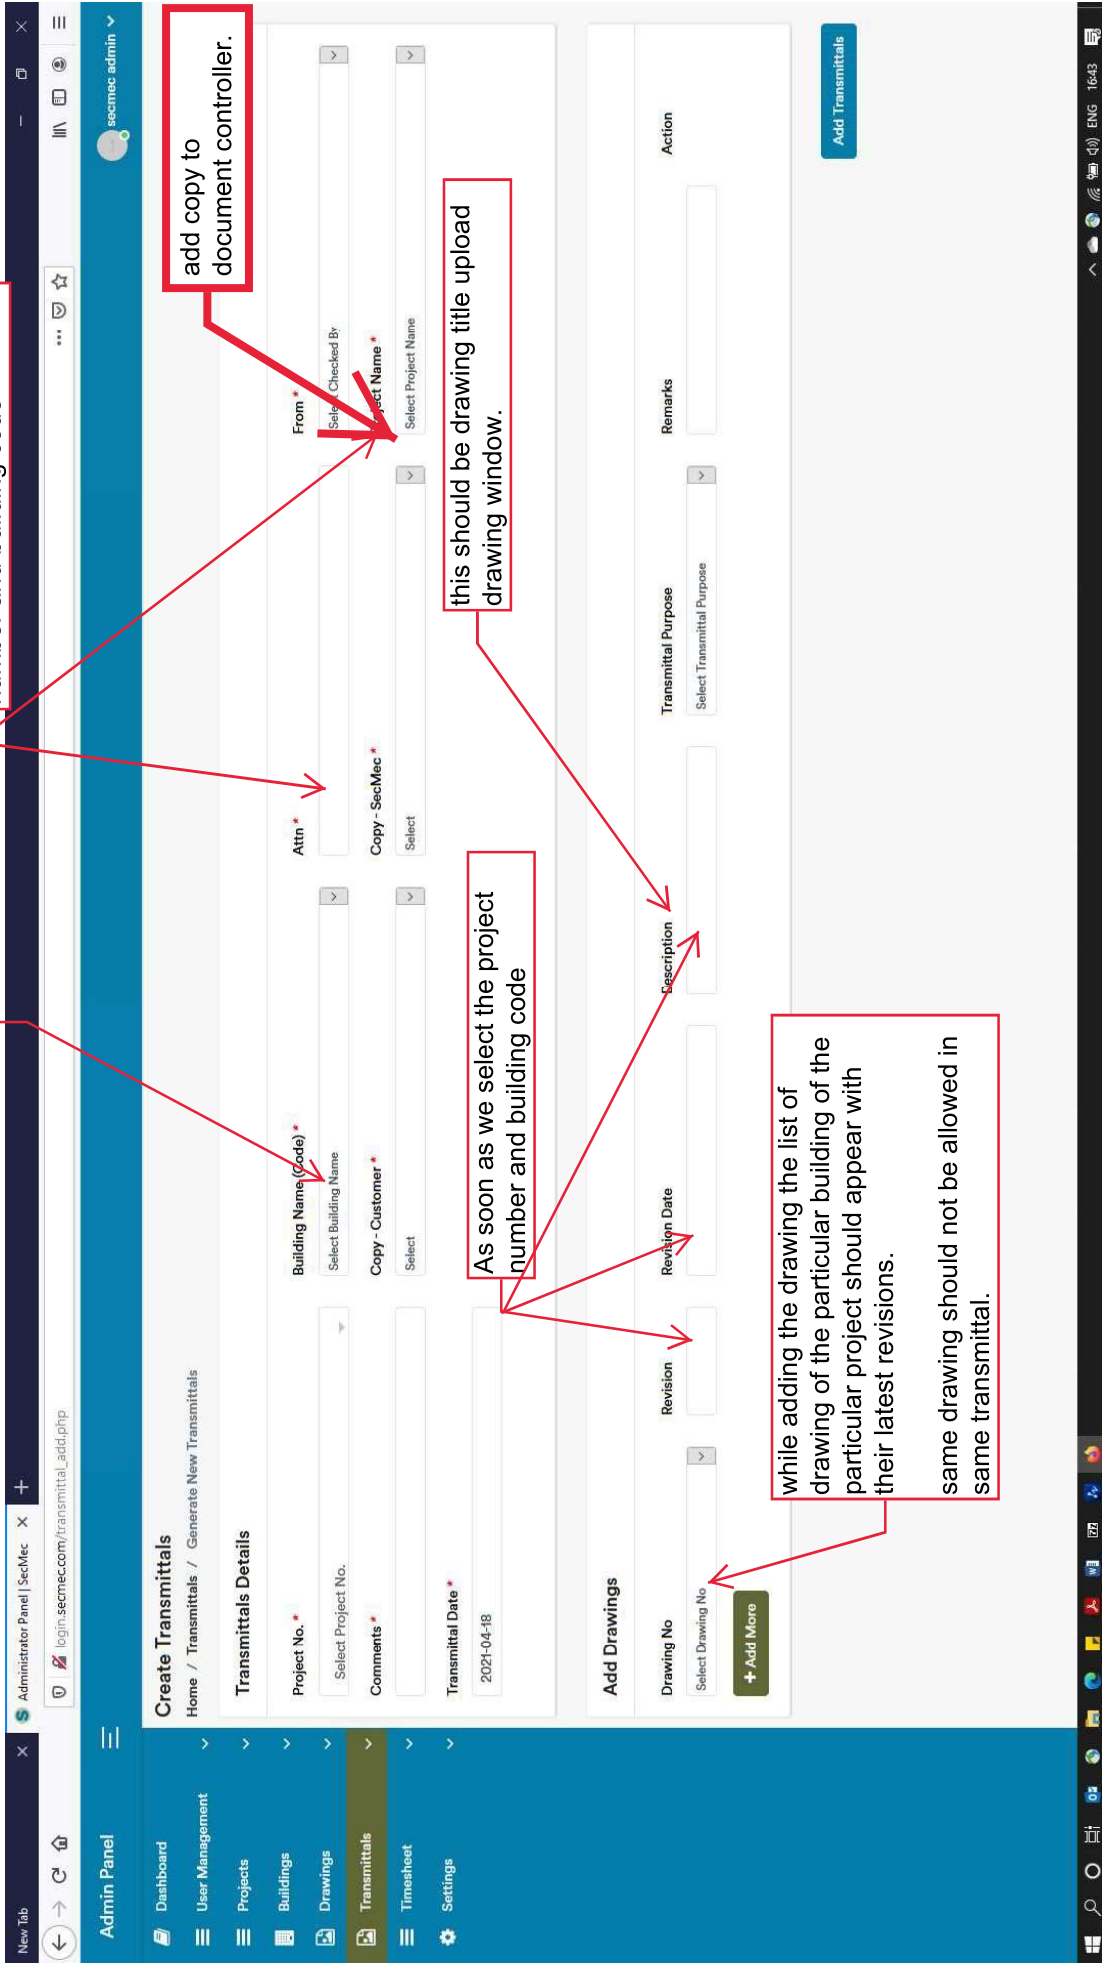 New Tab
Administrator Panel | SecMec
login.secmec.com/transmittal_add.php
Admin Panel
secmec admin
Dashboard
User Management
Projects
Buildings
Drawings
Transmittals
Timesheet
Settings
Create Transmittals
Home / Transmittals / Generate New Transmittals
add copy to
document controller.
Transmittals Details
Project No. *
Building Name (Code) *
Attn *
From *
Select Project No.
Select Building Name
Select Checked By
Comments *
Copy - Customer *
Copy - SecMec *
Project Name *
Select
Select
Select Project Name
Transmittal Date *
2021-04-18
As soon as we select the project
number and building code
this should be drawing title upload
drawing window.
Add Drawings
Drawing No
Revision
Revision Date
Description
Transmittal Purpose
Remarks
Action
Select Drawing No
Select Transmittal Purpose
+ Add More
while adding the drawing the list of
drawing of the particular building of the
particular project should appear with
their latest revisions.
same drawing should not be allowed in
same transmittal.
Add Transmittals
ENG
16:43